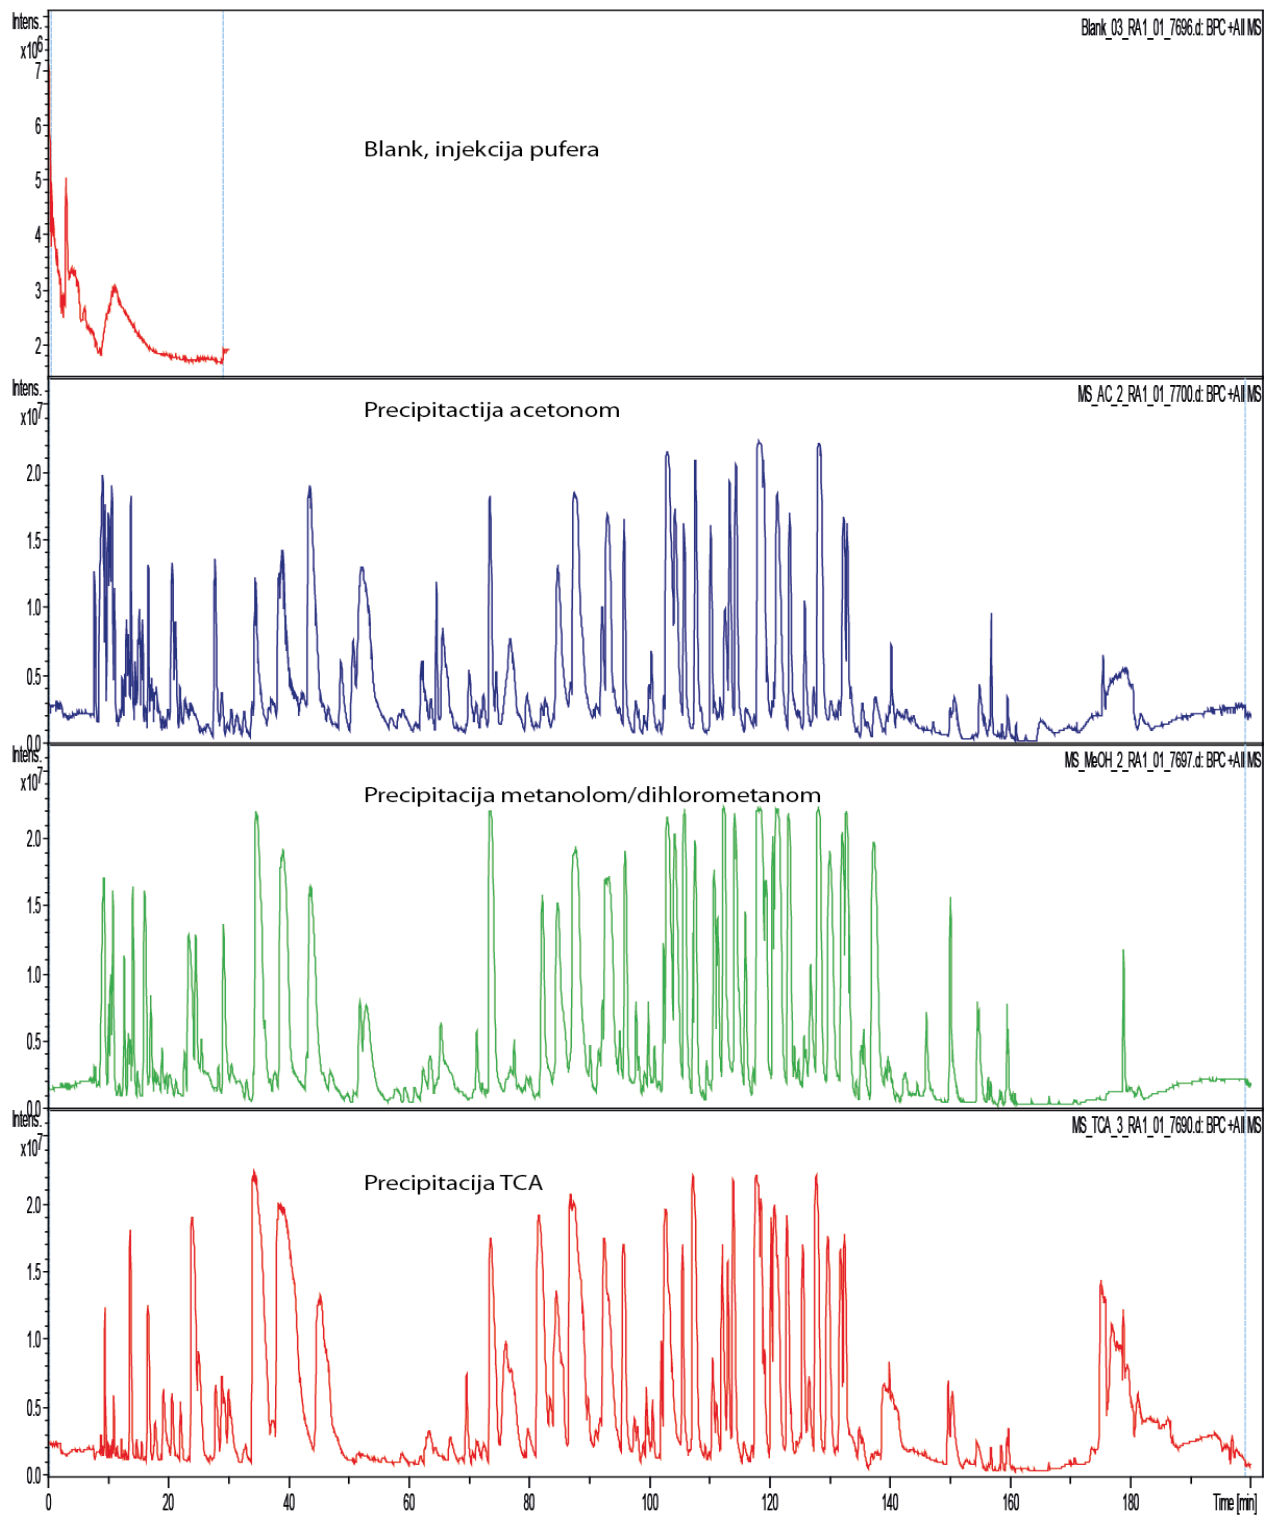 Intens.
x10^6
Blank_03_RA1_01_7696.d: BPC +All MS
7
6
Blank, injekcija pufera
5
4
3
2
Intens.
x10^7
MS_AC_2_RA1_01_7700.d: BPC +All MS
Precipitactija acetonom
2.0
1.5
1.0
0.5
0.0
Intens.
x10^7
MS_MeOH_2_RA1_01_7697.d: BPC +All MS
Precipitacija metanolom/dihlorometanom
2.0
1.5
1.0
0.5
0.0
Intens.
x10^7
MS_TCA_3_RA1_01_7690.d: BPC +All MS
Precipitacija TCA
2.0
1.5
1.0
0.5
0.0
0 20 40 60 80 100 120 140 160 180 Time [min]